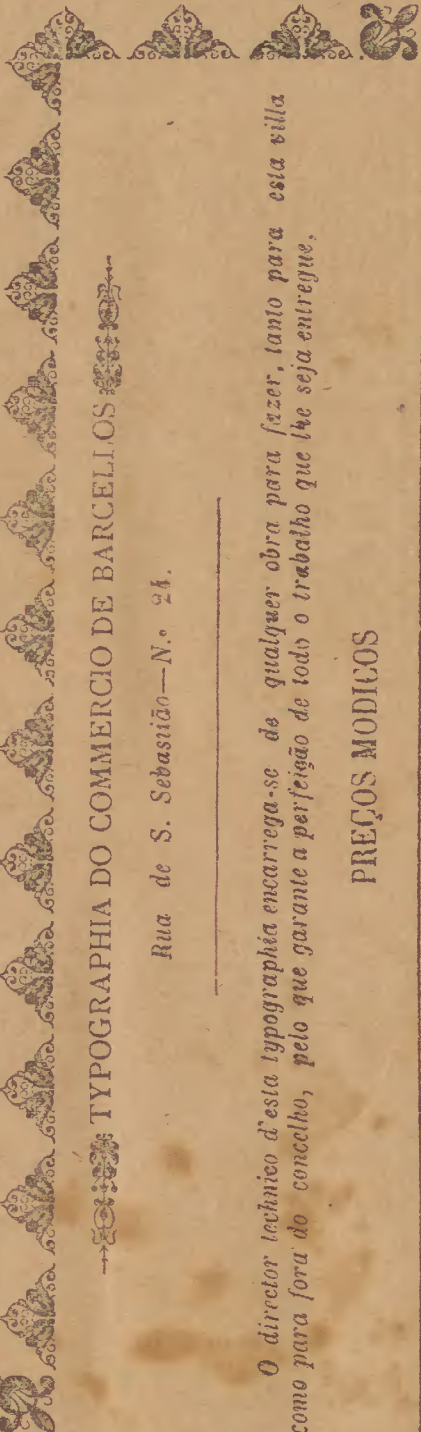 TYPOGRAPHIA DO COMMERCIO DE BARCELLOS
Rua de S. Sebastião—N.º 24.
O director technico d'esta typographia encarrega-se de qualquer obra para fazer, tanto para esta villa
como para fora do concelho, pelo que garante a perfeição de todo o trabalho que lhe seja entregue.
PREÇOS MODICOS